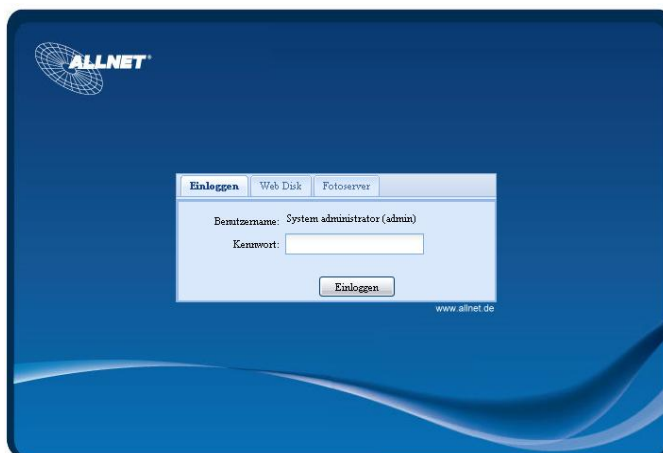 ALLNET®
Einloggen Web Disk Fotoserver
Benutzername: System administrator (admin)
Kennwort:
Einloggen
www.allnet.de